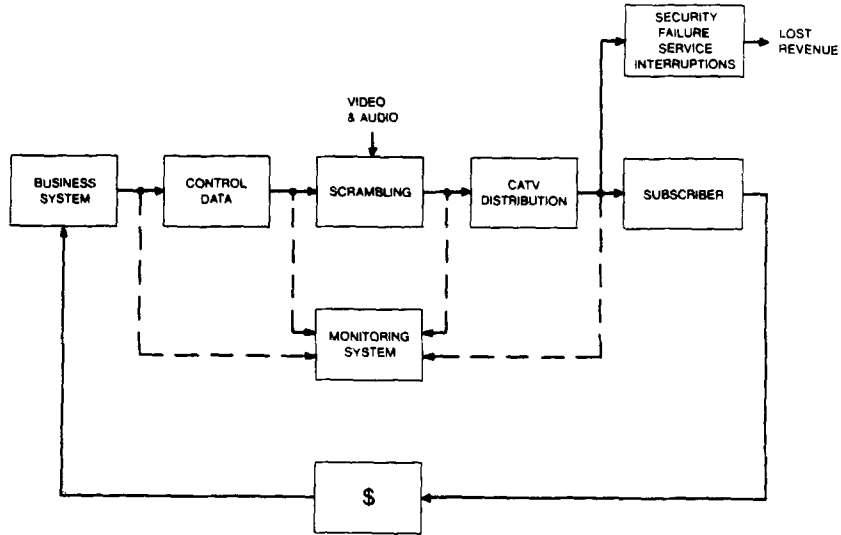 SECURITY
FAILURE
SERVICE
INTERRUPTIONS
LOST
REVENUE
VIDEO
& AUDIO
BUSINESS
SYSTEM
CONTROL
DATA
SCRAMBLING
CATV
DISTRIBUTION
SUBSCRIBER
MONITORING
SYSTEM
$